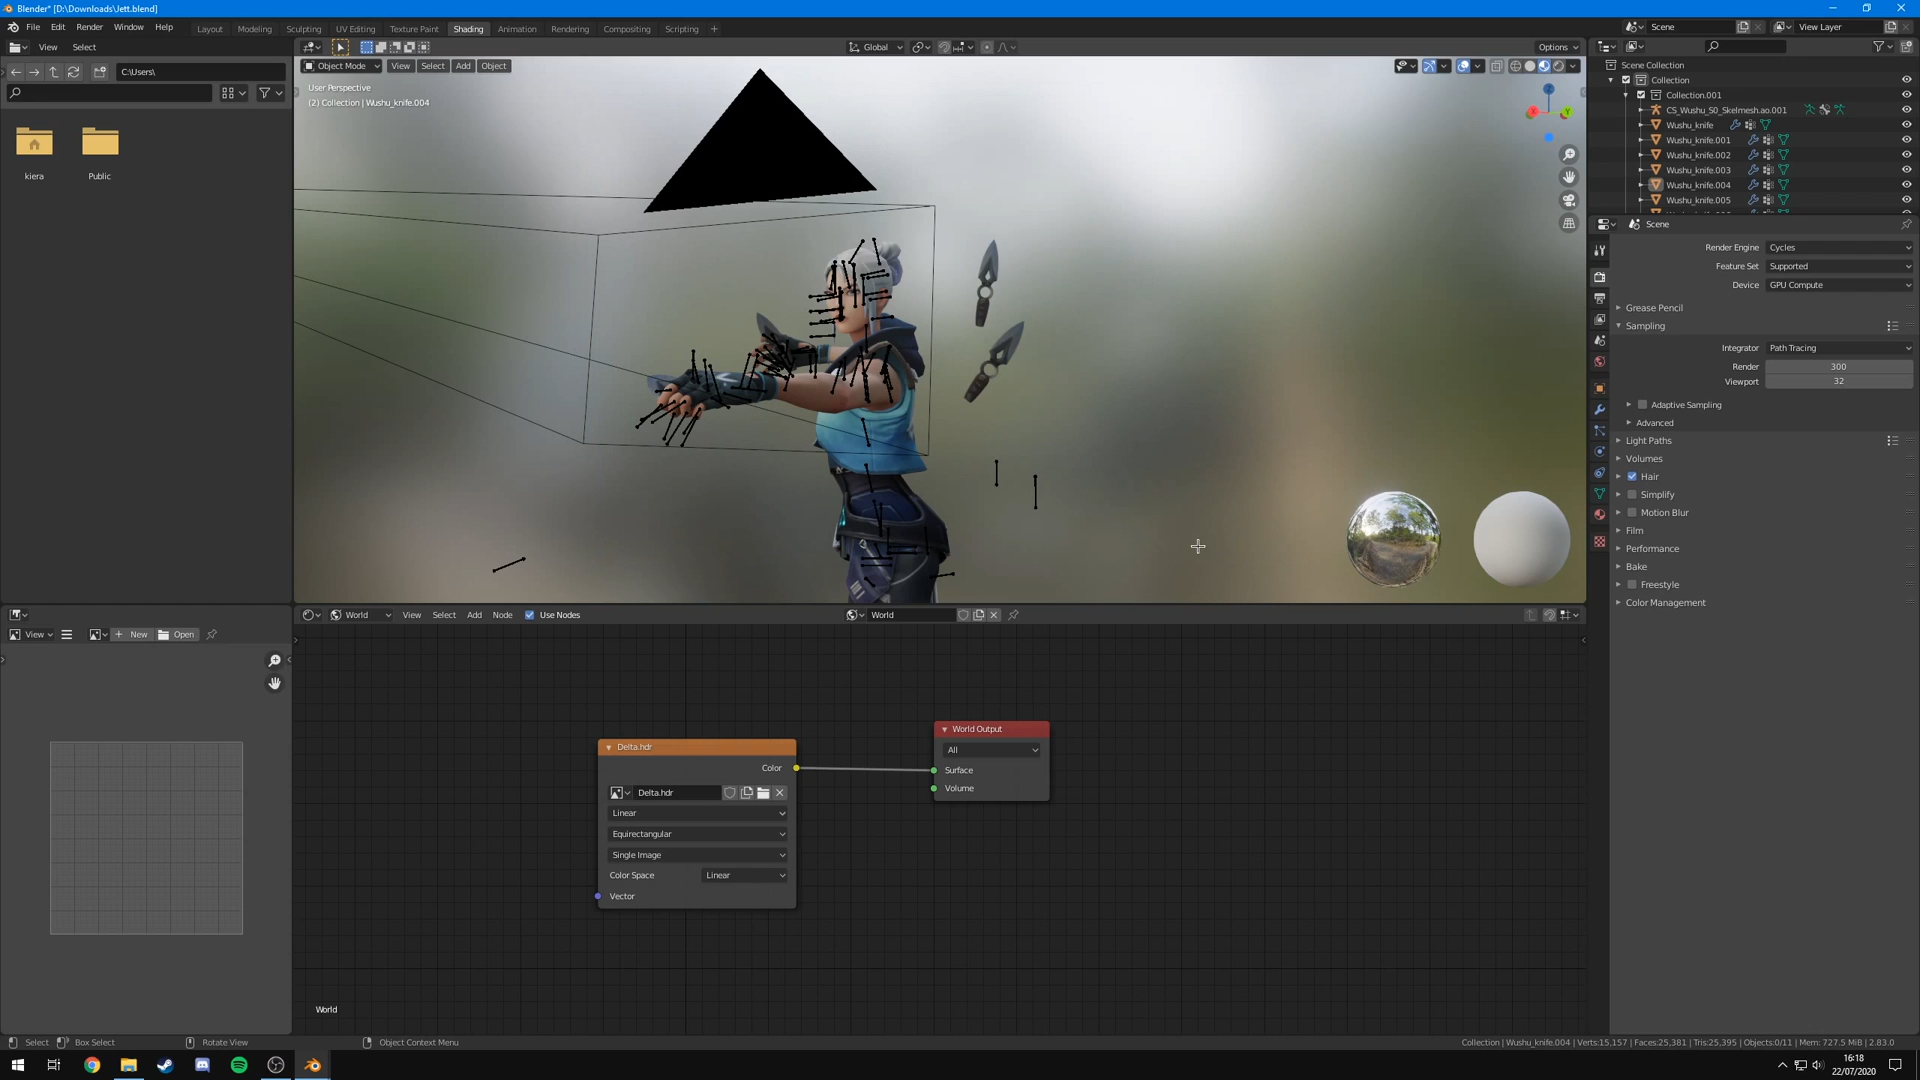 Blender* [D:\Downloads\Jett.blend]
File Edit Render Window Help
Layout Modeling Sculpting UV Editing Texture Paint Shading Animation Rendering Compositing Scripting +
Scene
View Layer
View Select
Global
Options
C:\Users\
Object Mode View Select Add Object
User Perspective
(2) Collection | Wushu_knife.004
kiera
Public
Scene Collection
Collection
Collection.001
CS_Wushu_S0_Skelmesh.ao.001
Wushu_knife
Wushu_knife.001
Wushu_knife.002
Wushu_knife.003
Wushu_knife.004
Wushu_knife.005
Scene
Render Engine Cycles
Feature Set Supported
Device GPU Compute
Grease Pencil
Sampling
Integrator Path Tracing
Render 300
Viewport 32
Adaptive Sampling
Advanced
Light Paths
Volumes
Hair
Simplify
Motion Blur
Film
Performance
Bake
Freestyle
Color Management
World View Select Add Node Use Nodes
World
View New Open
Delta.hdr
Color
Delta.hdr
Linear
Equirectangular
Single Image
Color Space Linear
Vector
World Output
All
Surface
Volume
World
Select Box Select Rotate View Object Context Menu
Collection | Wushu_knife.004 | Verts:15,157 | Faces:25,381 | Tris:25,395 | Objects:0/11 | Mem: 727.5 MiB | 2.83.0
16:18
22/07/2020